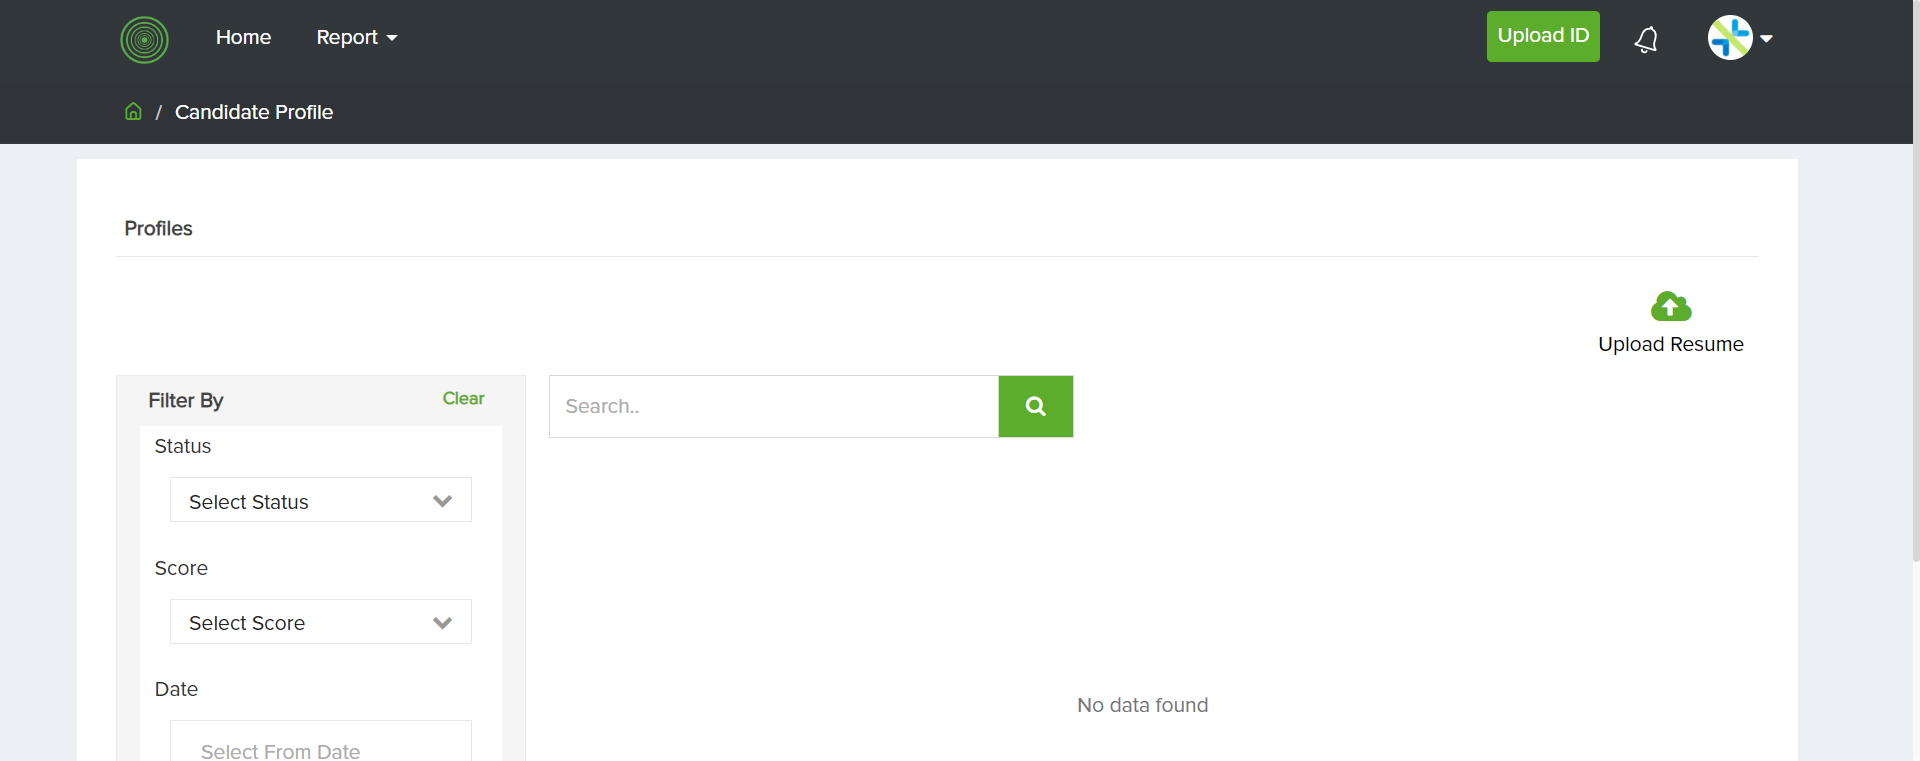 Home
Report
Upload ID
/ Candidate Profile
Profiles
Upload Resume
Filter By
Clear
Search..
Status
Select Status
Score
Select Score
Date
Select From Date
No data found